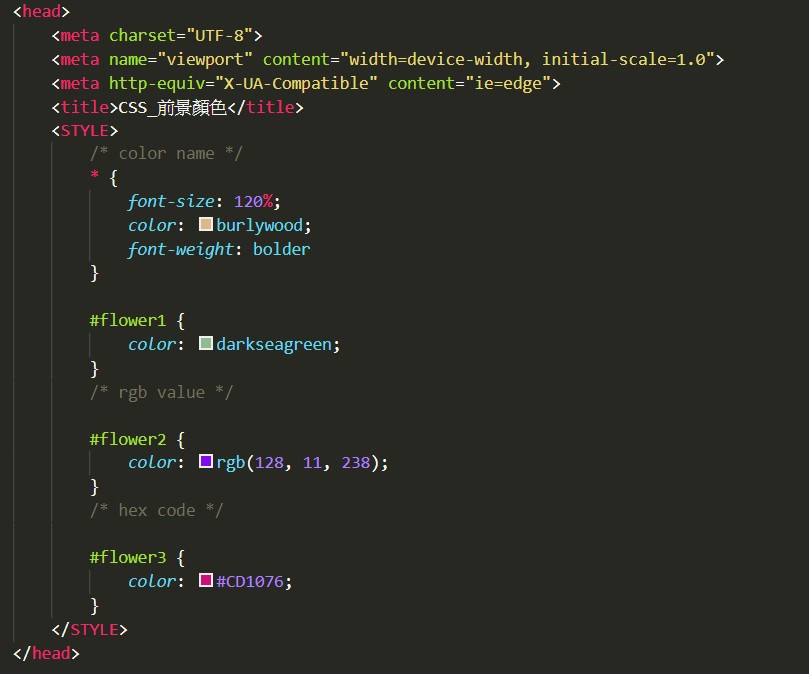 <head>
<meta charset="UTF-8">
<meta name="viewport" content="width=device-width, initial-scale=1.0">
<meta http-equiv="X-UA-Compatible" content="ie=edge">
<title>CSS_前景顏色</title>
<STYLE>
/* color name */
* {
font-size: 120%;
color: burlywood;
font-weight: bolder
}
#flower1 {
color: darkseagreen;
}
/* rgb value */
#flower2 {
color: rgb(128, 11, 238);
}
/* hex code */
#flower3 {
color: #CD1076;
}
</STYLE>
</head>